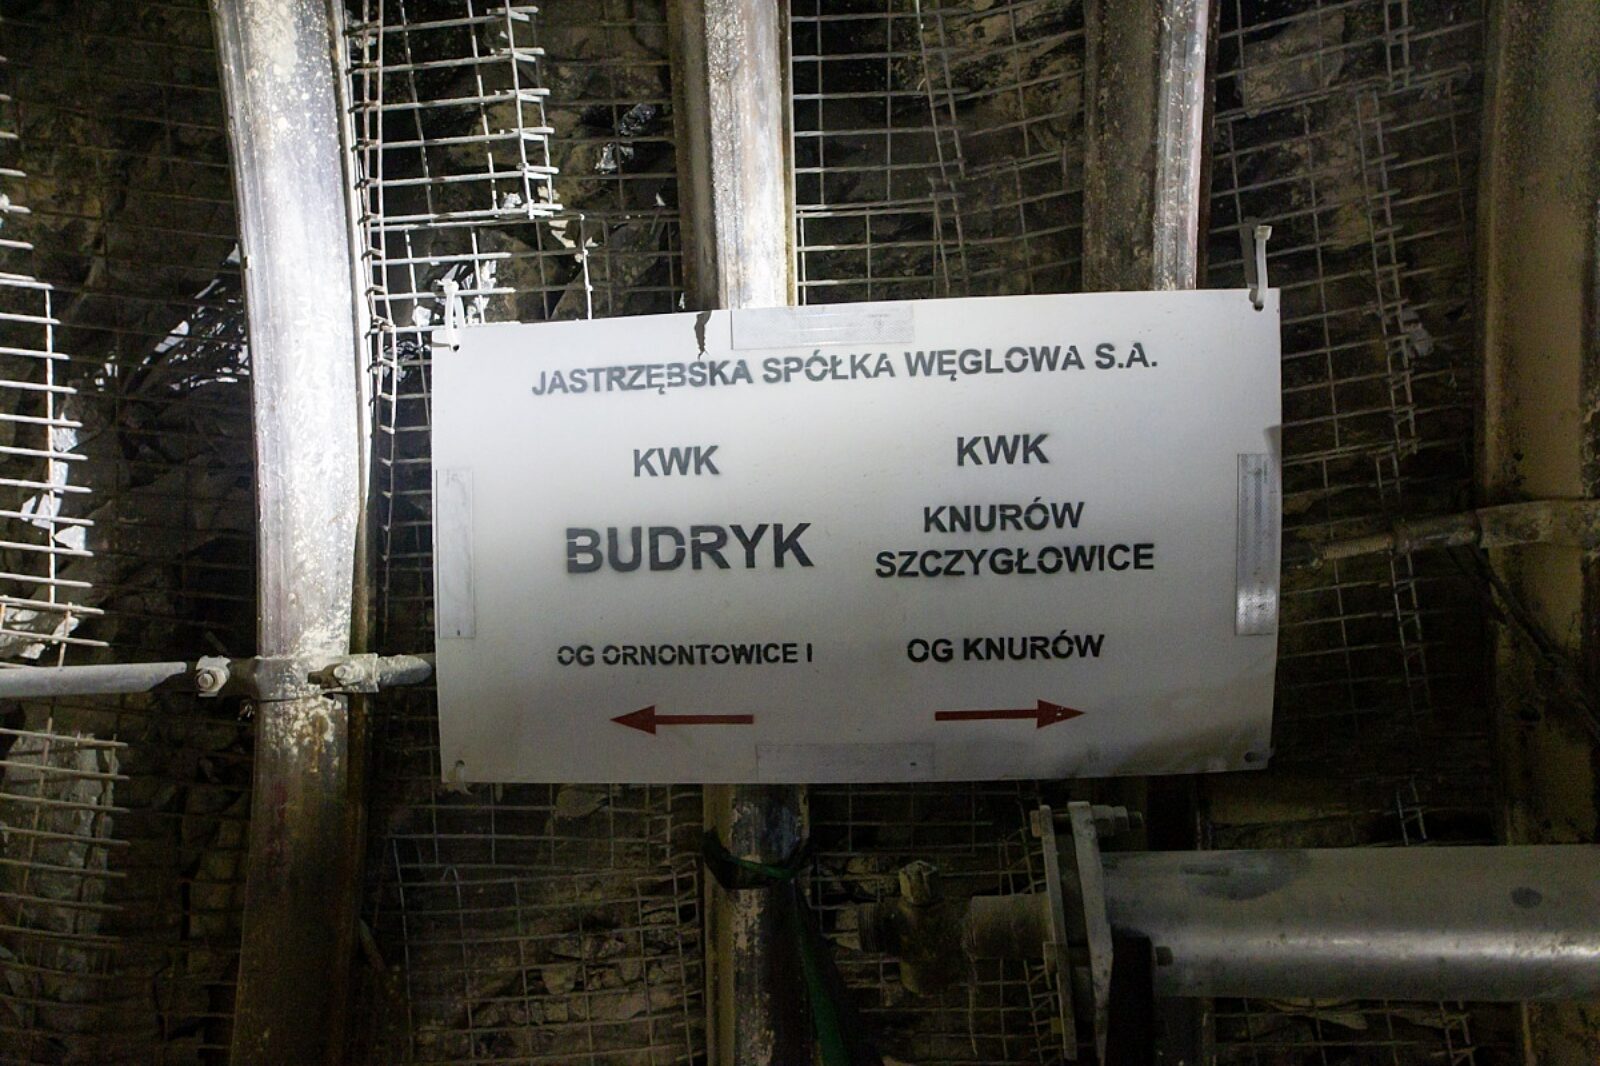 JASTRZĘBSKA SPÓŁKA WĘGLOWA S.A.
KWK
BUDRYK
OG ORNONTOWICE I
KWK
KNURÓW
SZCZYGŁOWICE
OG KNURÓW